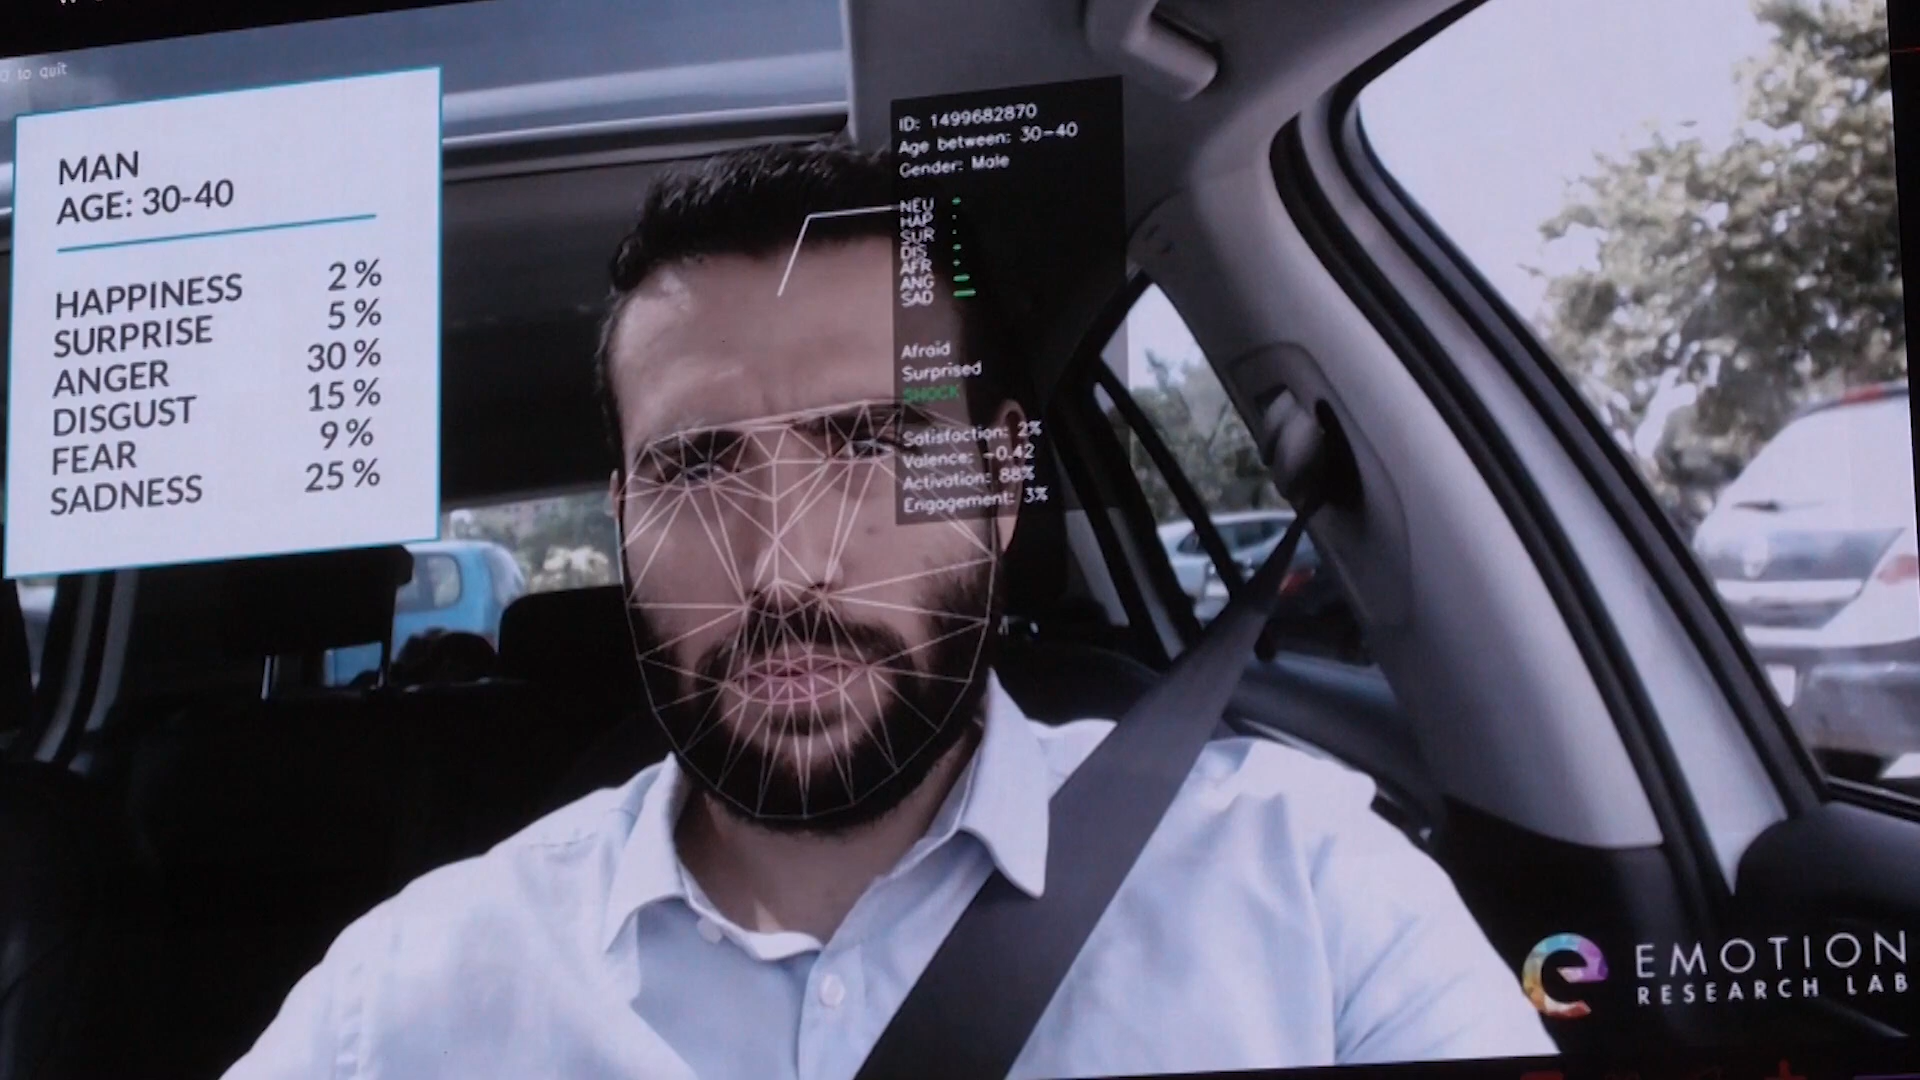 to quit
MAN
AGE: 30-40
HAPPINESS 2%
SURPRISE 5%
ANGER 30%
DISGUST 15%
FEAR 9%
SADNESS 25%
ID: 1499682870
Age between: 30-40
Gender: Male
NEU
HAP
SUR
DIS
AFR
ANG
SAD
Afraid
Surprised
SHOCK
Satisfaction: 2%
Valence: -0.42
Activation: 88%
Engagement: 3%
e
EMOTION
RESEARCH LAB